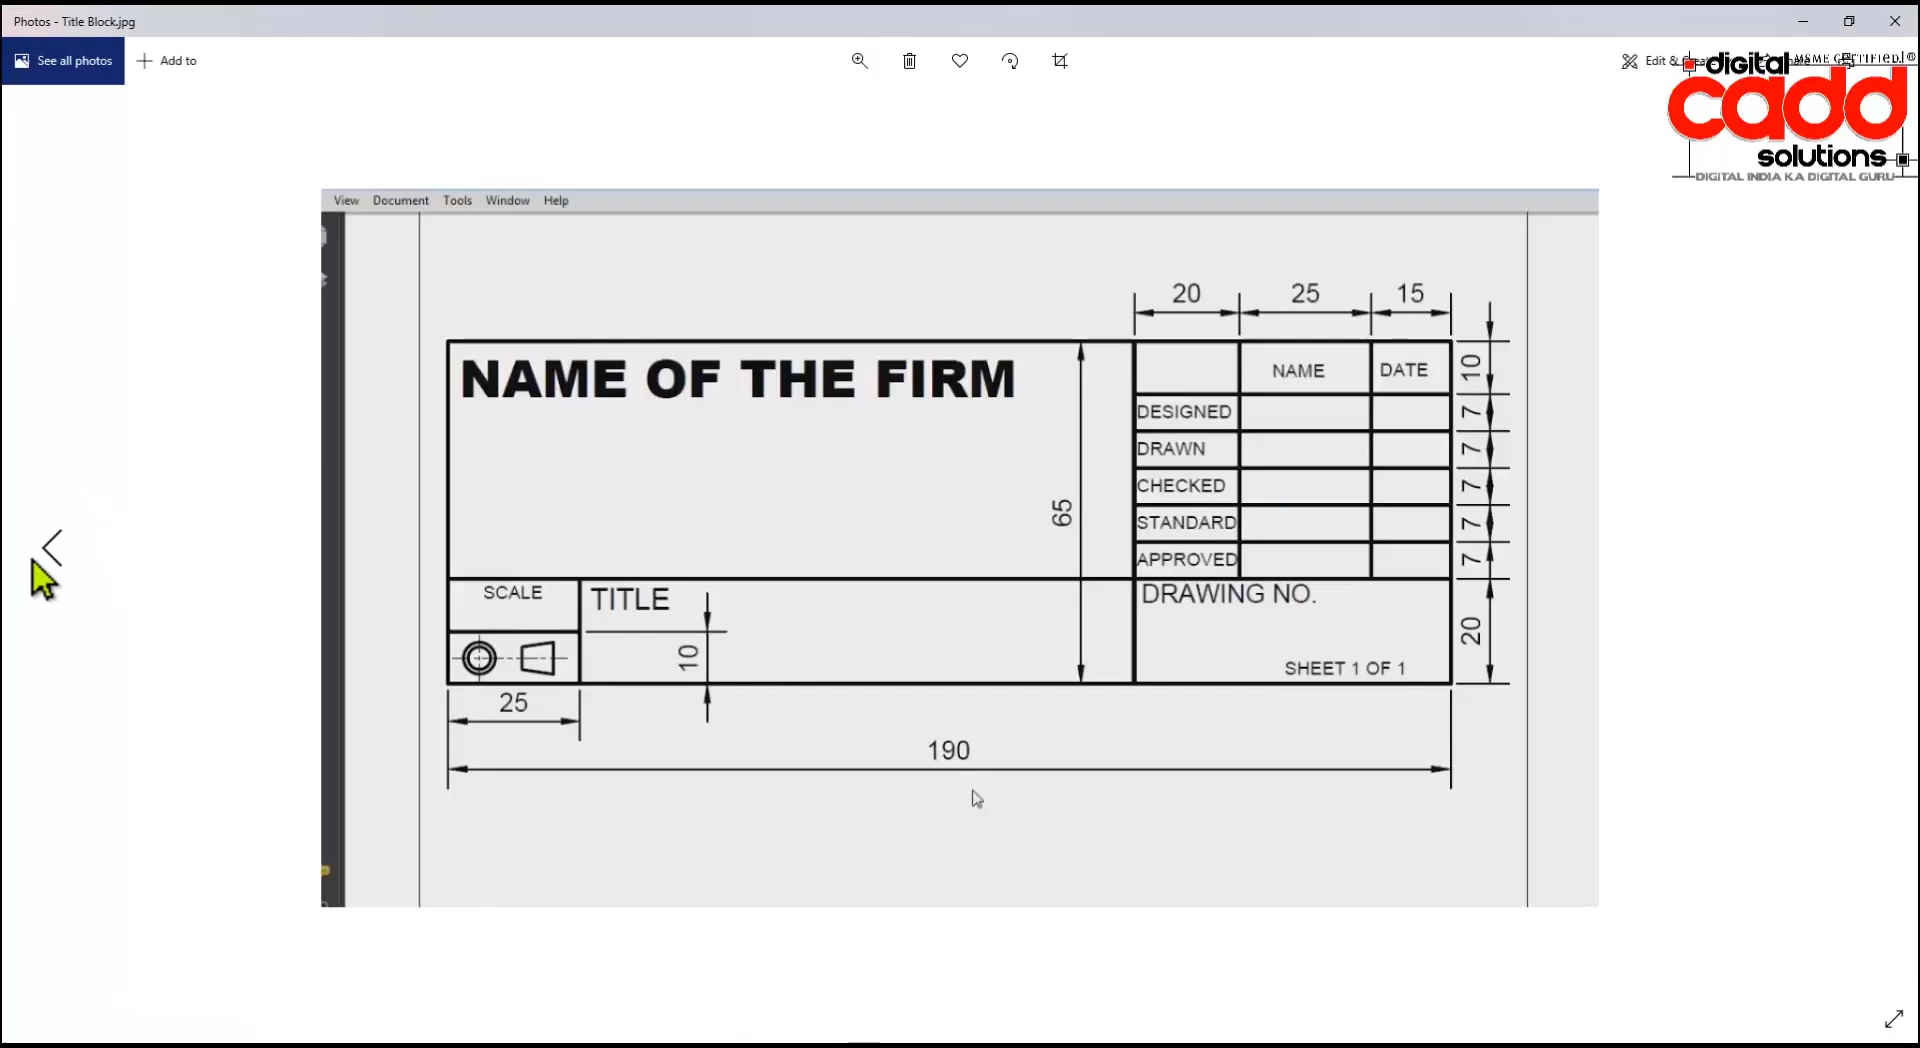 Photos - Title Block.jpg
See all photos
Add to
Edit &
digital MSME CERTIFIED ®
cadd
solutions
DIGITAL INDIA KA DIGITAL GURU
View Document Tools Window Help
20 25 15
NAME OF THE FIRM
NAME DATE 10
DESIGNED 7
DRAWN 7
CHECKED 7
65
STANDARD 7
APPROVED 7
SCALE TITLE DRAWING NO.
20
10
SHEET 1 OF 1
25
190